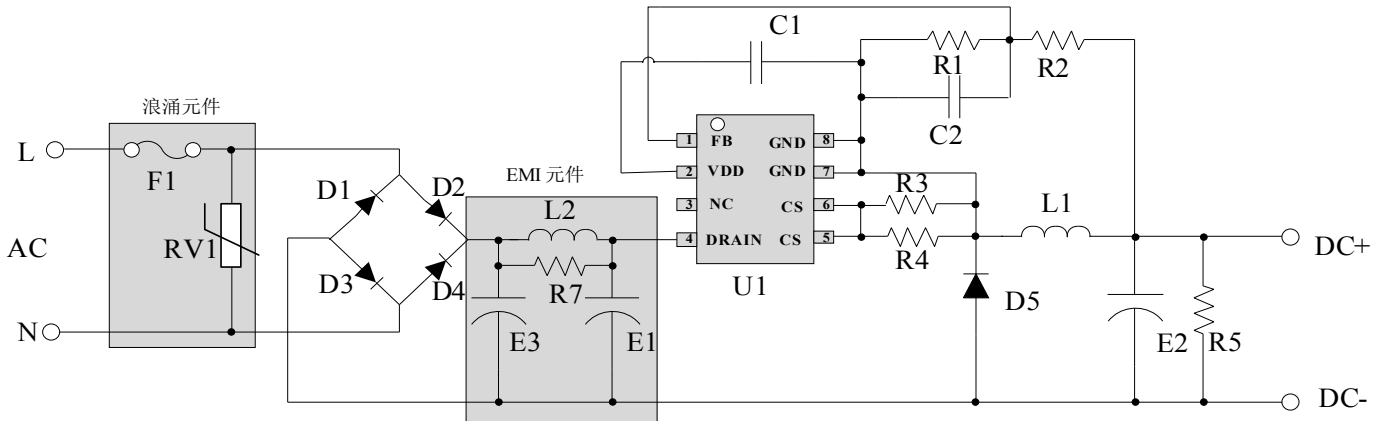 C1
R1
R2
C2
浪涌元件
L
F1
RV1
AC
N
D1
D2
D3
D4
EMI 元件
L2
R7
E3
E1
1 FB GND 8
2 VDD GND 7
3 NC CS 6
4 DRAIN CS 5
U1
R3
R4
L1
D5
E2
R5
DC+
DC-